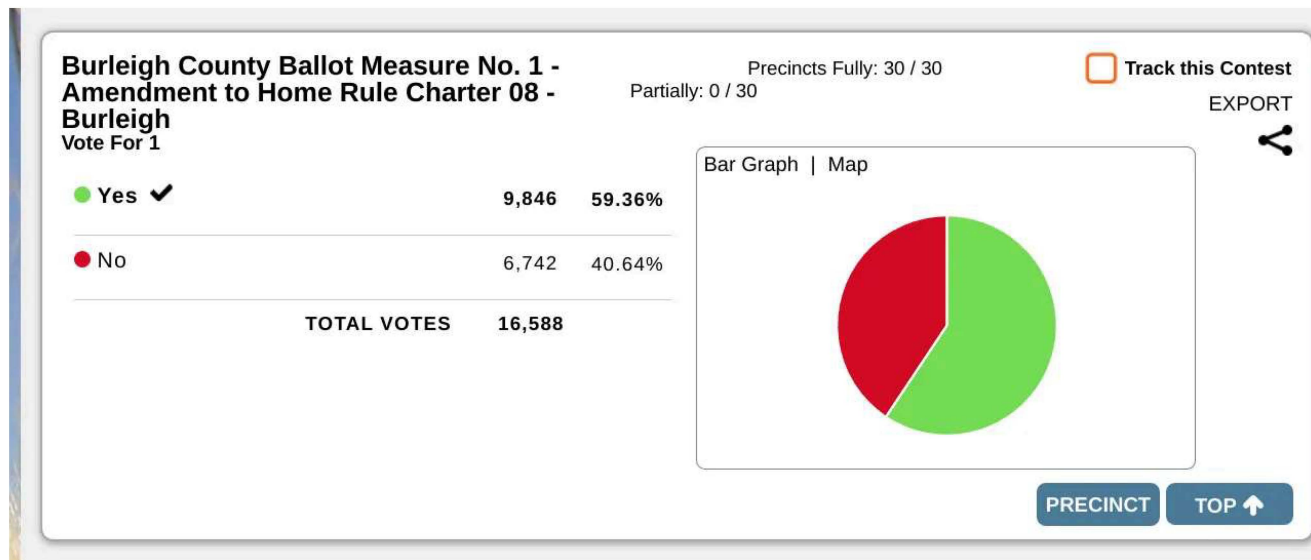 Burleigh County Ballot Measure No. 1 -
Amendment to Home Rule Charter 08 -
Burleigh
Vote For 1
Precincts Fully: 30 / 30
Partially: 0 / 30
Track this Contest
EXPORT
Bar Graph | Map
Yes 9,846 59.36%
No 6,742 40.64%
TOTAL VOTES 16,588
PRECINCT TOP